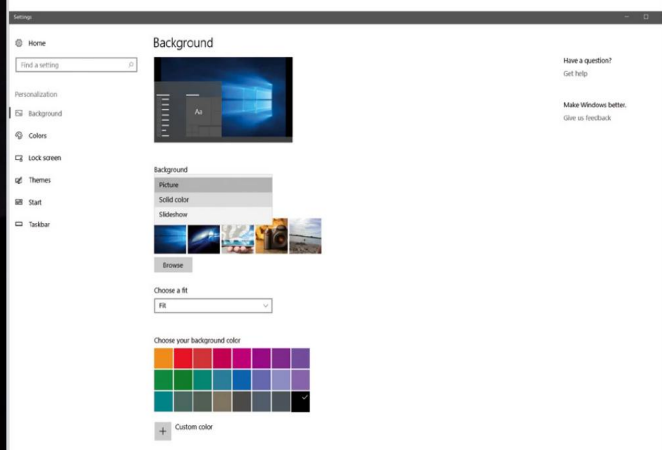 Settings
Home
Find a setting
Personalization
Background
Colors
Lock screen
Themes
Start
Taskbar
Background
Aa
Background
Picture
Solid color
Slideshow
Browse
Choose a fit
Fit
Choose your background color
Custom color
Have a question?
Get help
Make Windows better.
Give us feedback